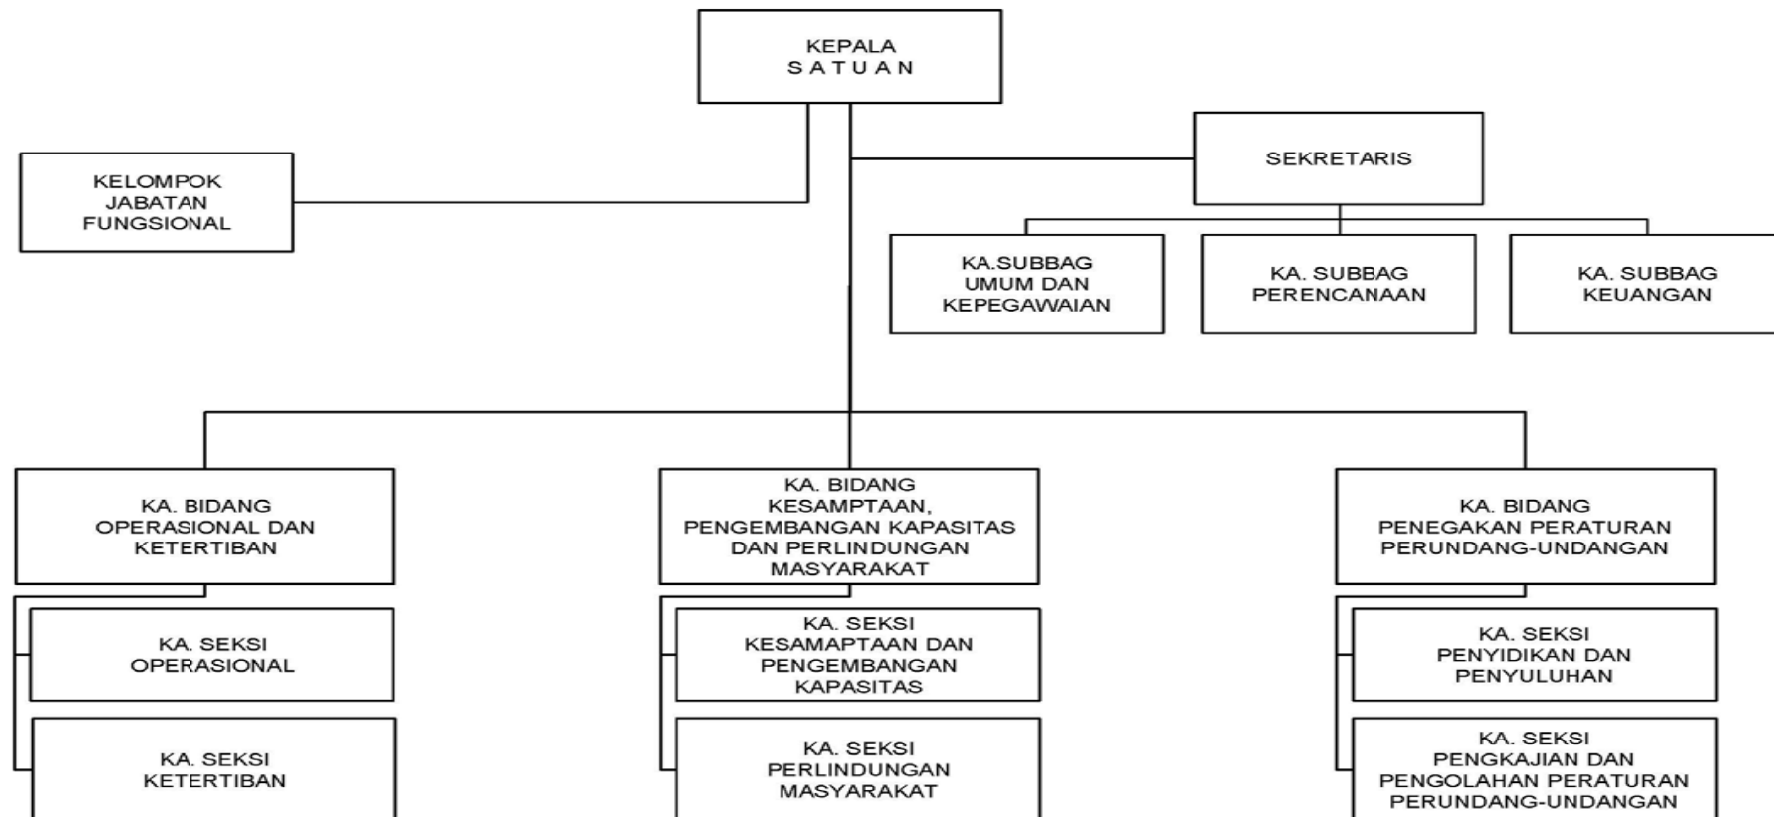 KEPALA
S A T U A N
SEKRETARIS
KELOMPOK
JABATAN
FUNGSIONAL
KA.SUBBAG
UMUM DAN
KEPEGAWAIAN
KA. SUBBAG
PERENCANAAN
KA. SUBBAG
KEUANGAN
KA. BIDANG
OPERASIONAL DAN
KETERTIBAN
KA. BIDANG
KESAMPTAAN,
PENGEMBANGAN KAPASITAS
DAN PERLINDUNGAN
MASYARAKAT
KA. BIDANG
PENEGAKAN PERATURAN
PERUNDANG-UNDANGAN
KA. SEKSI
OPERASIONAL
KA. SEKSI
KESAMAPTAAN DAN
PENGEMBANGAN
KAPASITAS
KA. SEKSI
PENYIDIKAN DAN
PENYULUHAN
KA. SEKSI
KETERTIBAN
KA. SEKSI
PERLINDUNGAN
MASYARAKAT
KA. SEKSI
PENGKAJIAN DAN
PENGOLAHAN PERATURAN
PERUNDANG-UNDANGAN